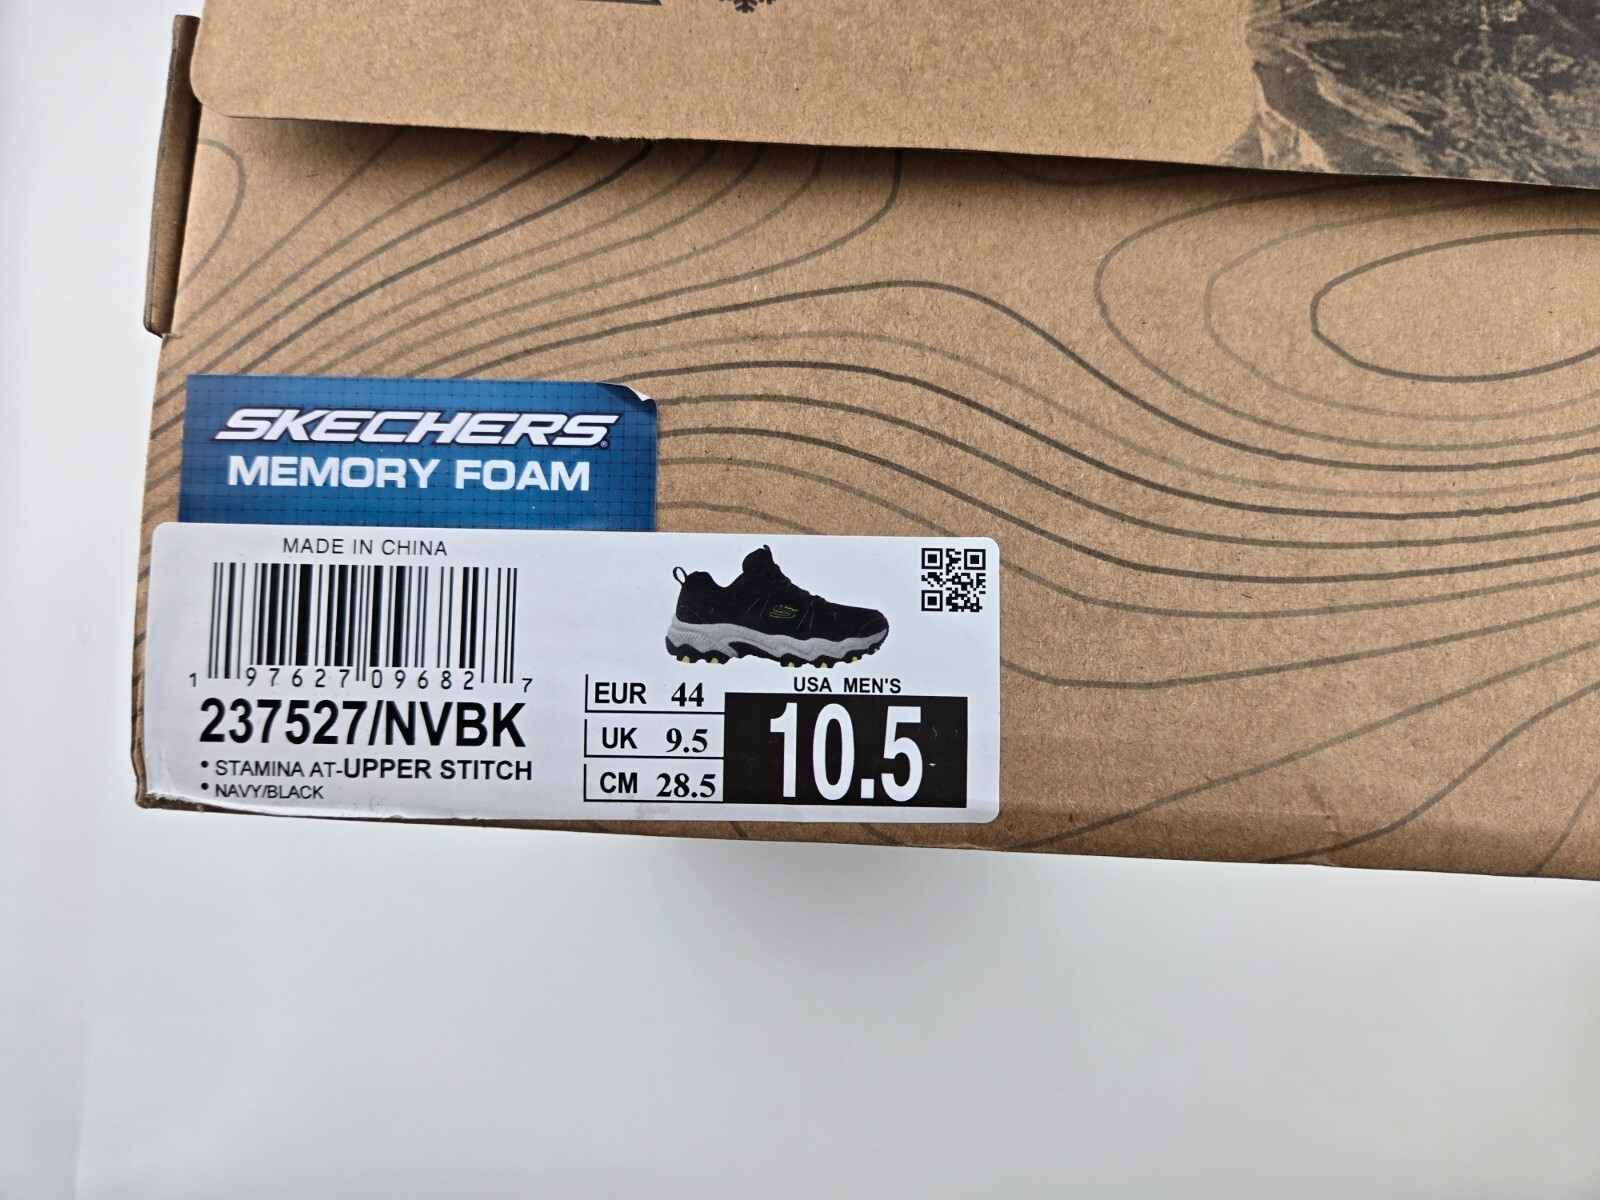 SKECHERS
MEMORY FOAM
MADE IN CHINA
1 97627 09682 7
237527/NVBK
• STAMINA AT-UPPER STITCH
• NAVY/BLACK
EUR 44
UK 9.5
CM 28.5
USA MEN'S
10.5